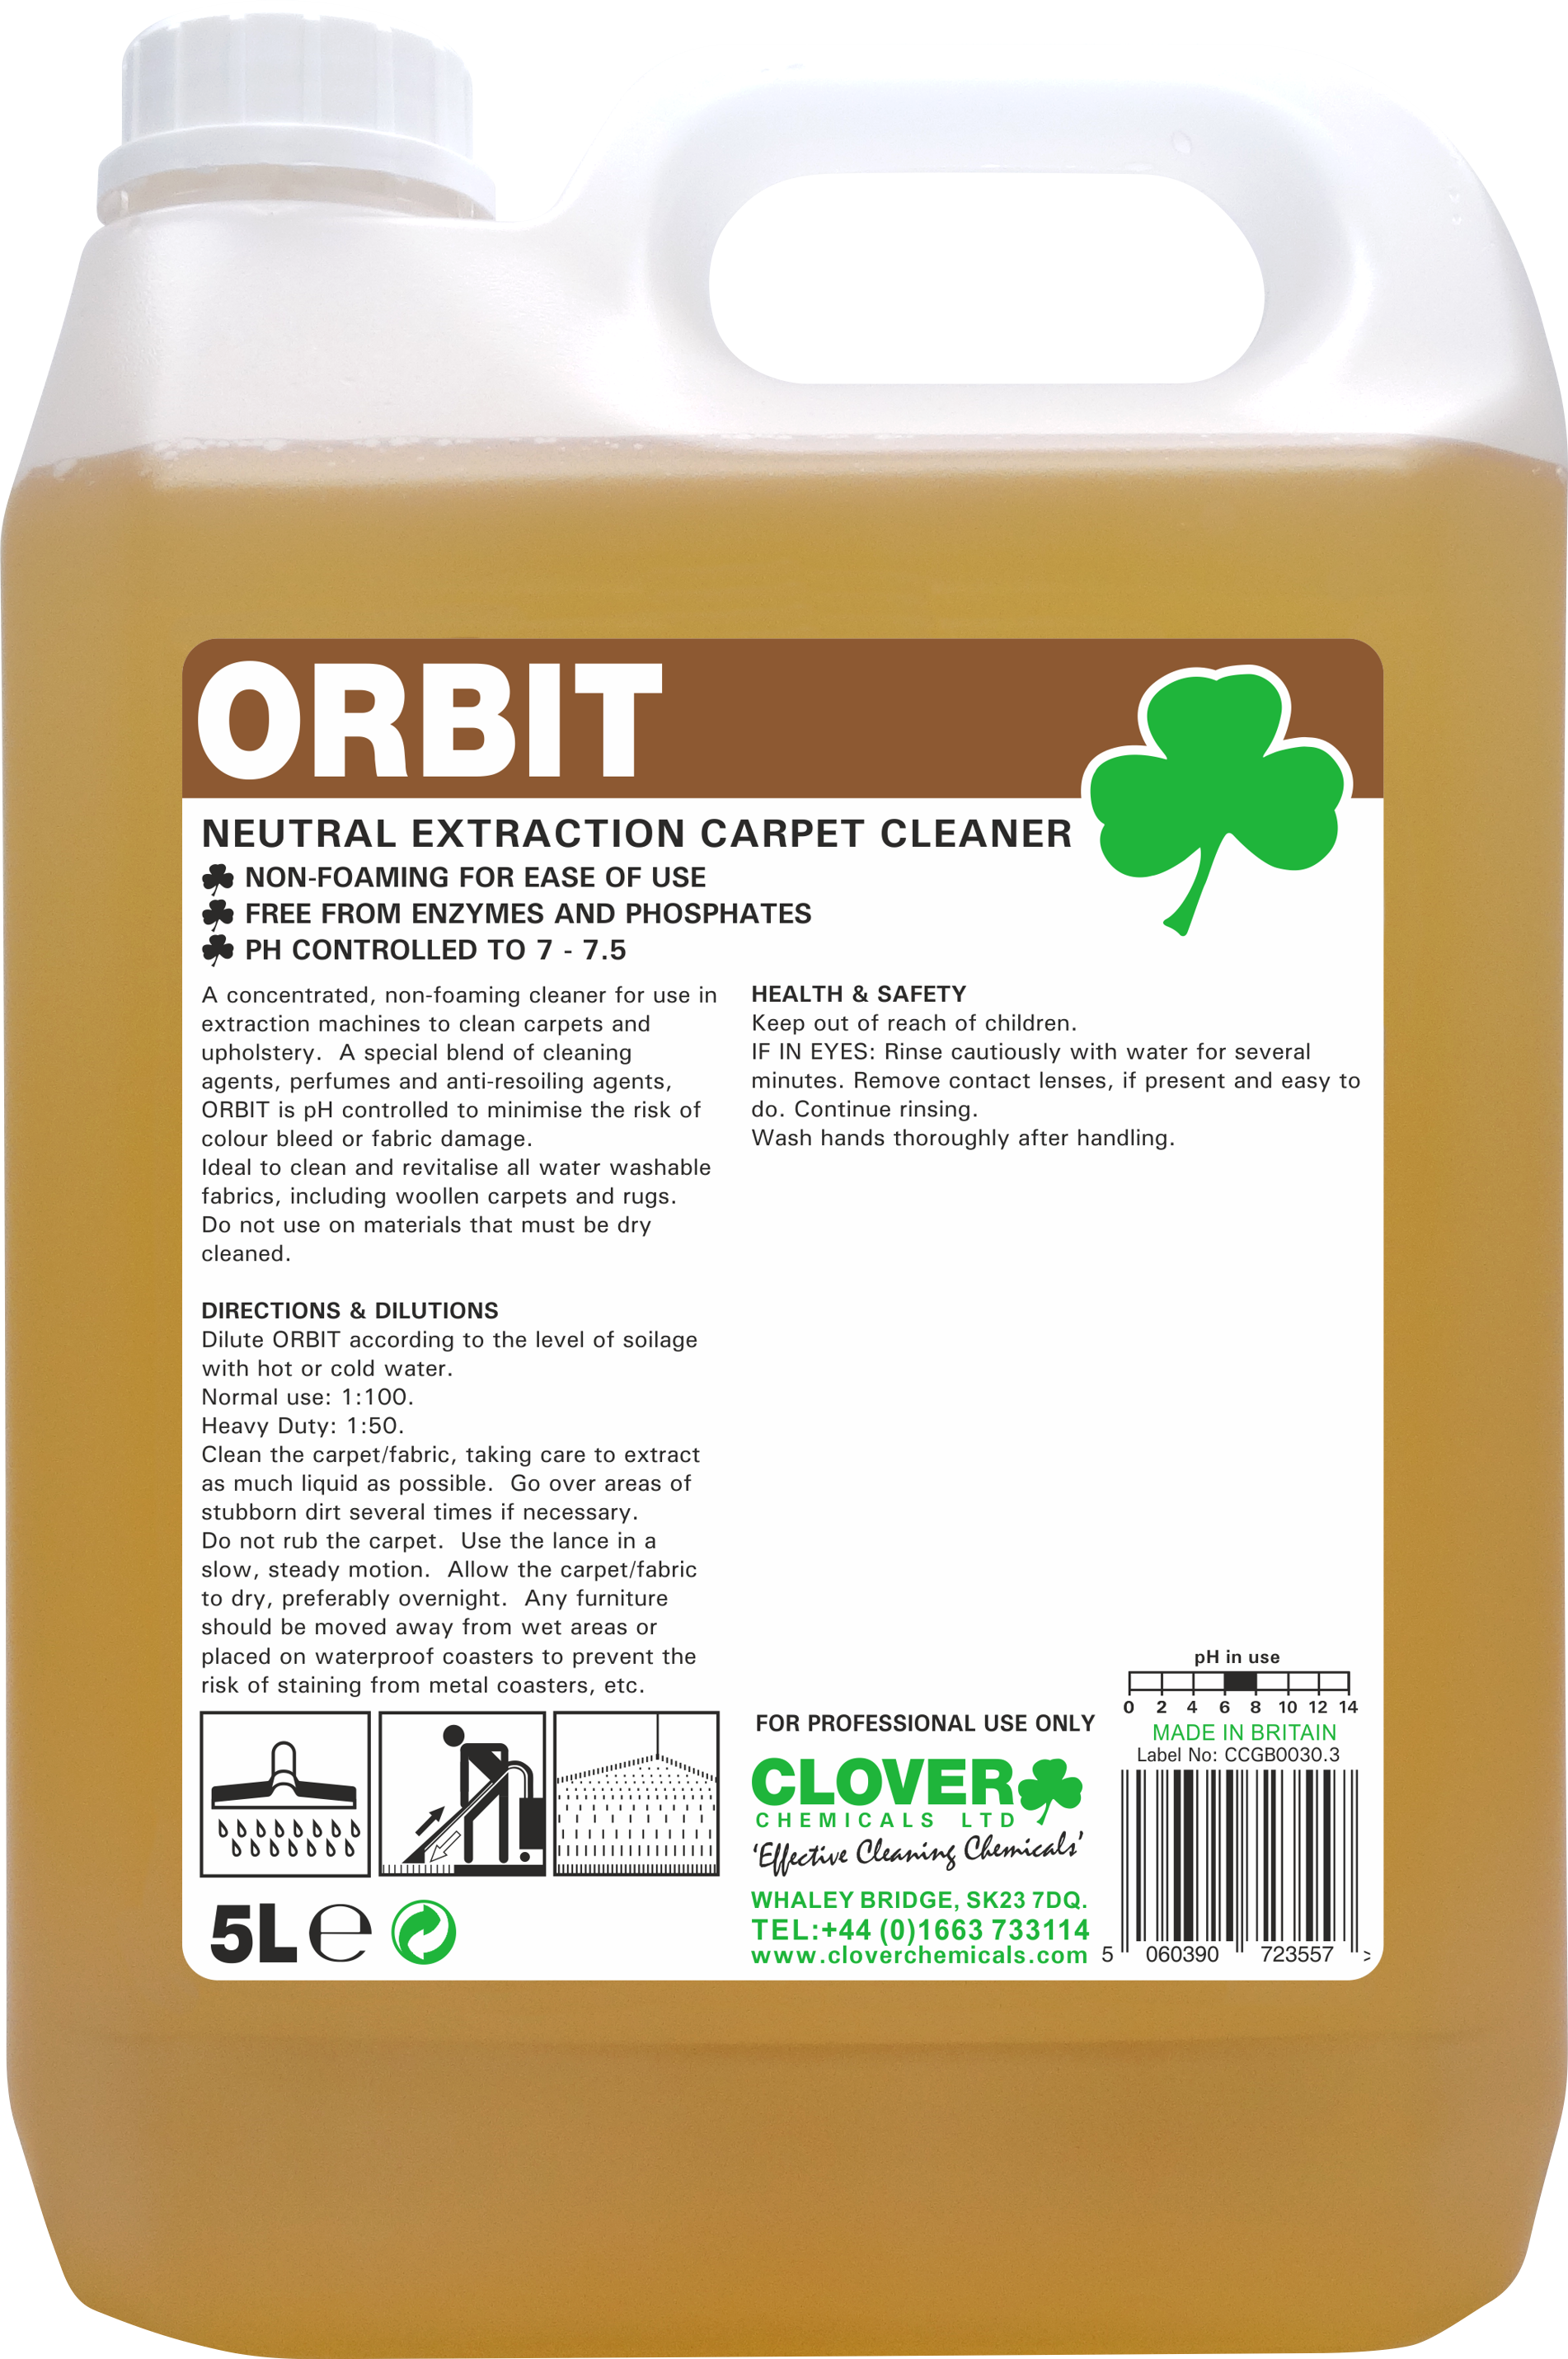 ORBIT
NEUTRAL EXTRACTION CARPET CLEANER
NON-FOAMING FOR EASE OF USE
FREE FROM ENZYMES AND PHOSPHATES
PH CONTROLLED TO 7 - 7.5
A concentrated, non-foaming cleaner for use in
extraction machines to clean carpets and
upholstery.  A special blend of cleaning
agents, perfumes and anti-resoiling agents,
ORBIT is pH controlled to minimise the risk of
colour bleed or fabric damage.
Ideal to clean and revitalise all water washable
fabrics, including woollen carpets and rugs.
Do not use on materials that must be dry
cleaned.
DIRECTIONS & DILUTIONS
Dilute ORBIT according to the level of soilage
with hot or cold water.
Normal use: 1:100.
Heavy Duty: 1:50.
Clean the carpet/fabric, taking care to extract
as much liquid as possible.  Go over areas of
stubborn dirt several times if necessary.
Do not rub the carpet.  Use the lance in a
slow, steady motion.  Allow the carpet/fabric
to dry, preferably overnight.  Any furniture
should be moved away from wet areas or
placed on waterproof coasters to prevent the
risk of staining from metal coasters, etc.
5L e
HEALTH & SAFETY
Keep out of reach of children.
IF IN EYES: Rinse cautiously with water for several
minutes. Remove contact lenses, if present and easy to
do. Continue rinsing.
Wash hands thoroughly after handling.
FOR PROFESSIONAL USE ONLY
CLOVER
CHEMICALS LTD
'Effective Cleaning Chemicals'
WHALEY BRIDGE, SK23 7DQ.
TEL:+44 (0)1663 733114
www.cloverchemicals.com
pH in use
0 2 4 6 8 10 12 14
MADE IN BRITAIN
Label No: CCGB0030.3
5 060390 723557 >